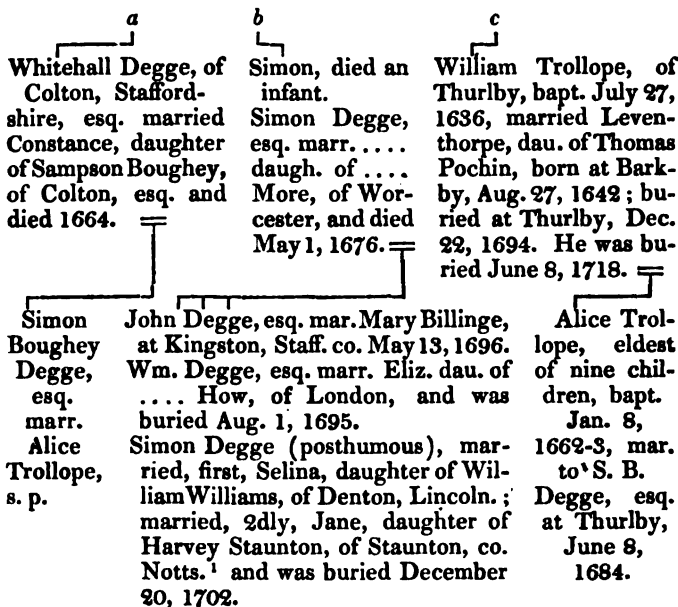 a
b
c
Whitehall Degge, of
Colton, Stafford-
shire, esq. married
Constance, daughter
of Sampson Boughey,
of Colton, esq. and
died 1664. =
Simon, died an
infant.
Simon Degge,
esq. marr. . . . .
daugh. of . . . .
More, of Wor-
cester, and died
May 1, 1676. =
William Trollope, of
Thurlby, bapt. July 27,
1636, married Leven-
thorpe, dau. of Thomas
Pochin, born at Bark-
by, Aug. 27, 1642 ; bu-
ried at Thurlby, Dec.
22, 1694. He was bu-
ried June 8, 1718. =
Simon
Boughey
Degge,
esq.
marr.
Alice
Trollope,
s. p.
John Degge, esq. mar. Mary Billinge,
at Kingston, Staff. co. May 13, 1696.
Wm. Degge, esq. marr. Eliz. dau. of
. . . . How, of London, and was
buried Aug. 1, 1695.
Simon Degge (posthumous), mar-
ried, first, Selina, daughter of Wil-
liam Williams, of Denton, Lincoln. ;
married, 2dly, Jane, daughter of
Harvey Staunton, of Staunton, co.
Notts.¹ and was buried December
20, 1702.
Alice Trol-
lope, eldest
of nine chil-
dren, bapt.
Jan. 8,
1662-3, mar.
to S. B.
Degge, esq.
at Thurlby,
June 8,
1684.